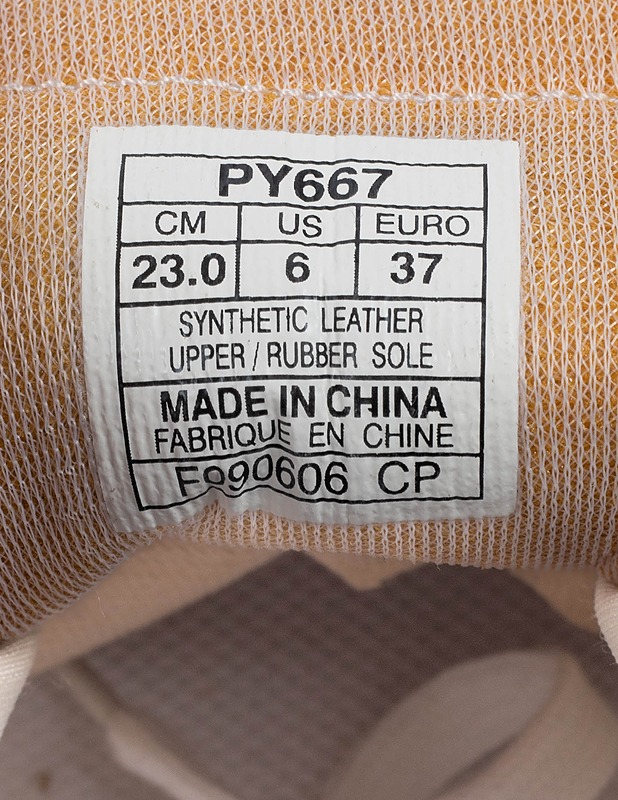 PY667
CM US EURO
23.0 6 37
SYNTHETIC LEATHER
UPPER / RUBBER SOLE
MADE IN CHINA
FABRIQUE EN CHINE
F090606 CP